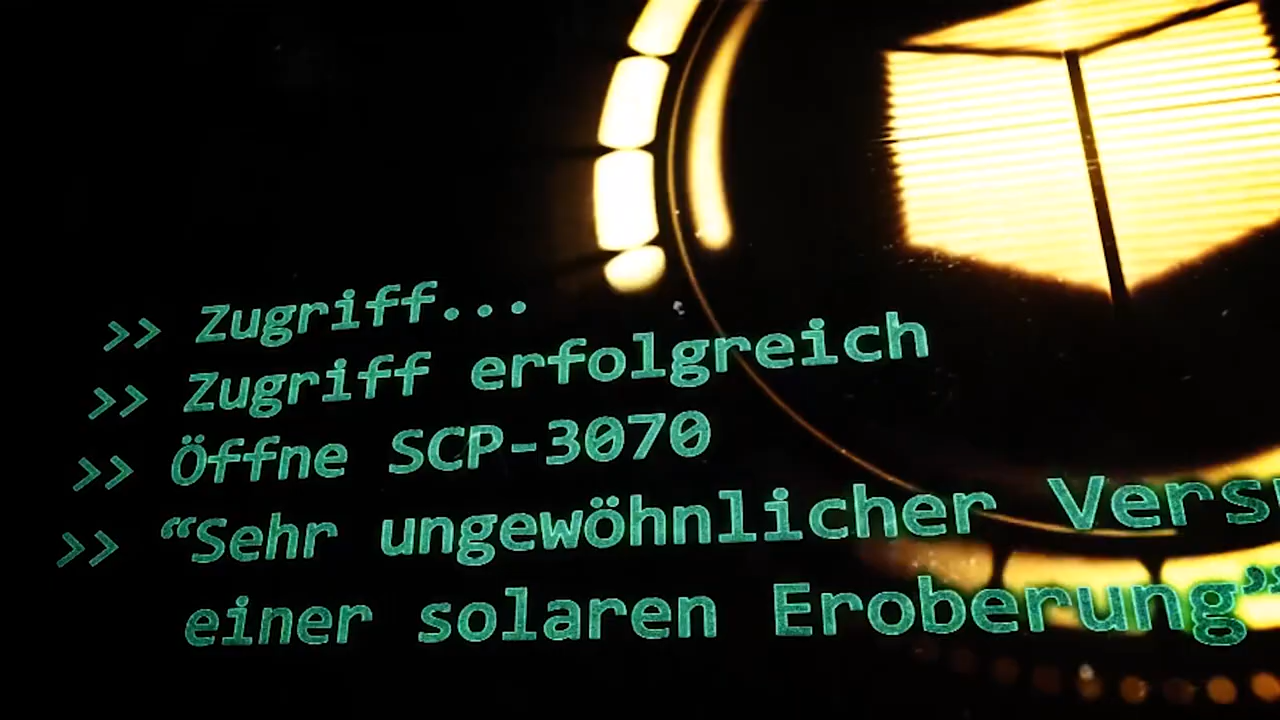 >> Zugriff...
>> Zugriff erfolgreich
>> Öffne SCP-3070
>> “Sehr ungewöhnlicher
einer solaren Eroberung”